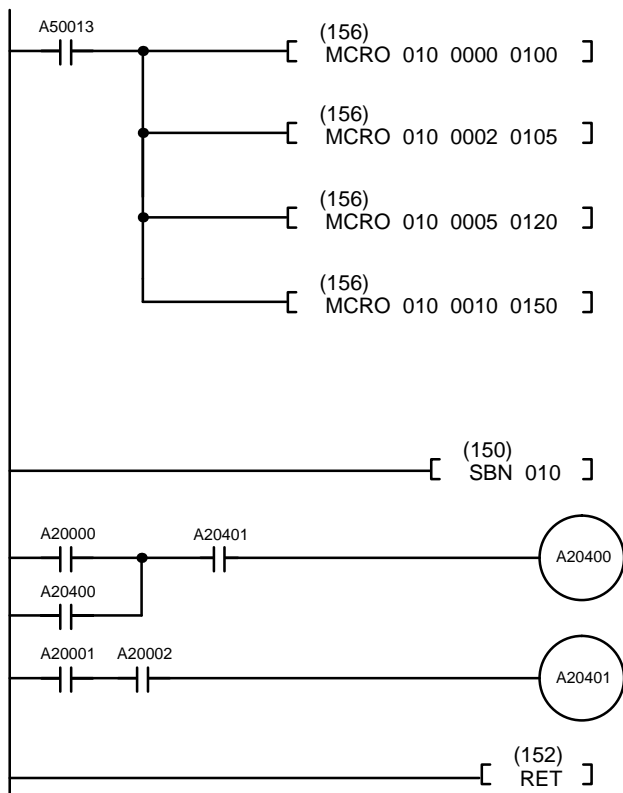 A50013
(156)
MCRO 010 0000 0100
(156)
MCRO 010 0002 0105
(156)
MCRO 010 0005 0120
(156)
MCRO 010 0010 0150
(150)
SBN 010
A20000
A20401
A20400
A20400
A20001
A20002
A20401
(152)
RET